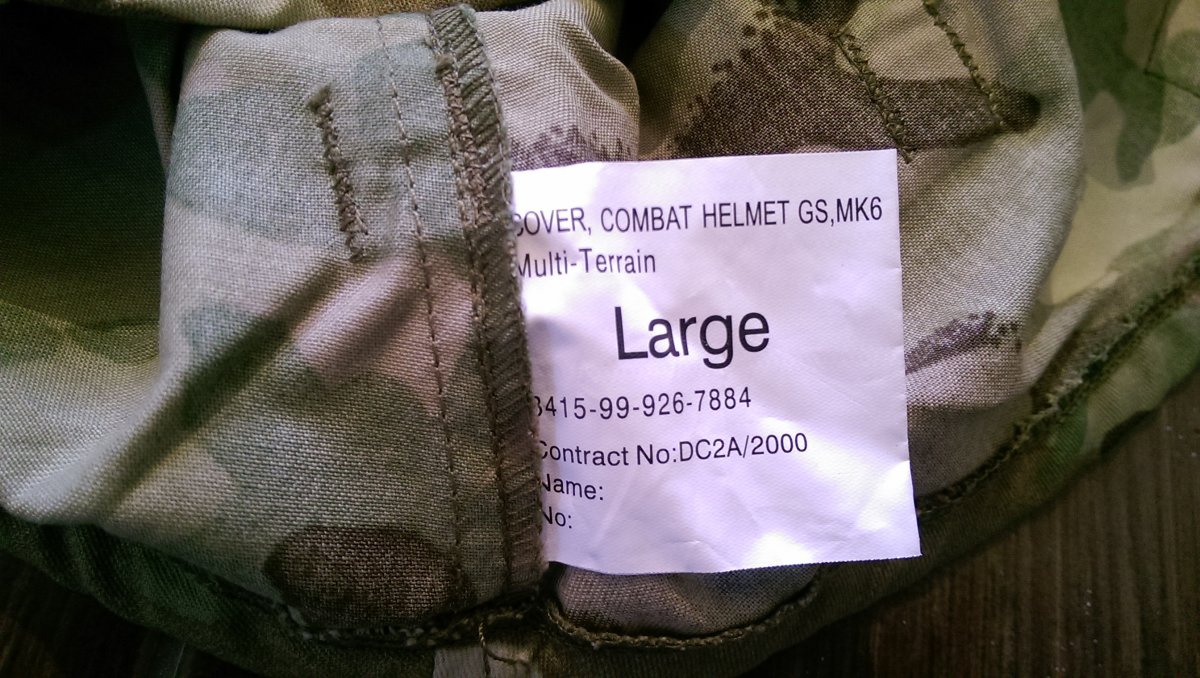 COVER, COMBAT HELMET GS,MK6
Multi-Terrain
Large
8415-99-926-7884
Contract No:DC2A/2000
Name:
No: